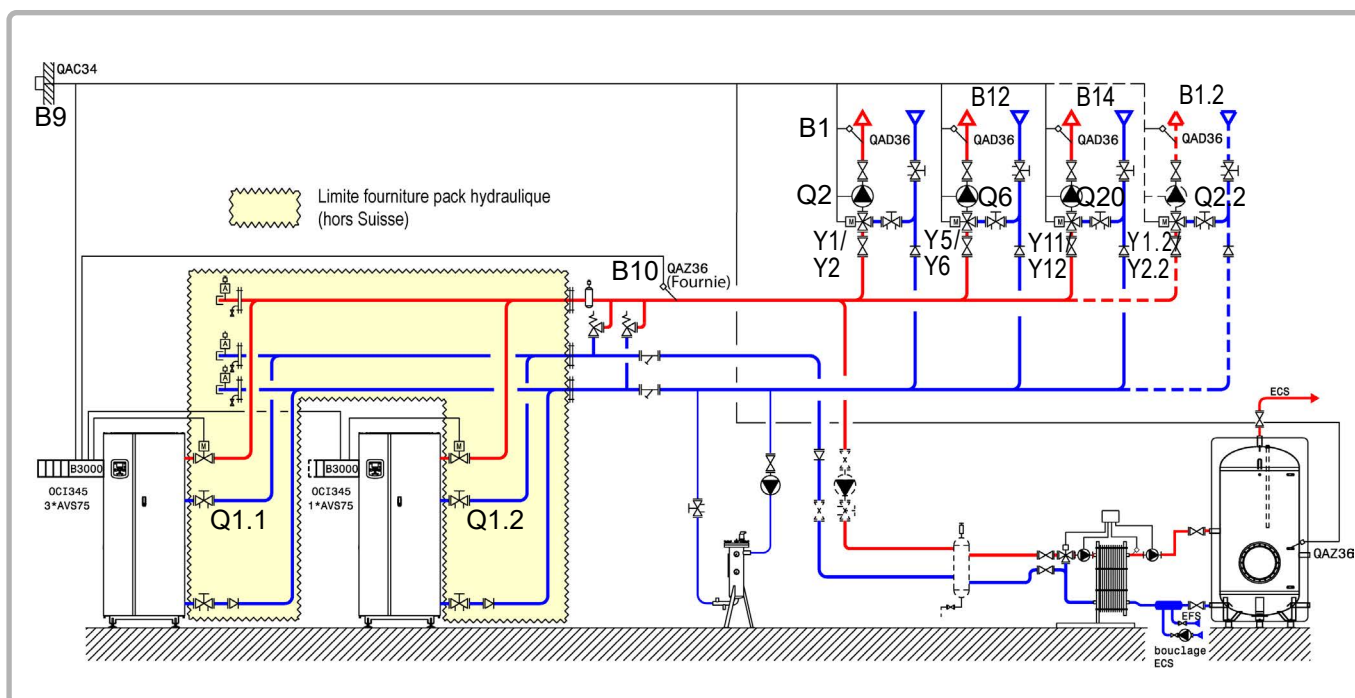 QAC34
B9
B12
B14
B1.2
B1
QAD36
QAD36
QAD36
QAD36
Q2
Q6
Q20
Q2.2
M
M
M
M
Y1/
Y2
Y5/
Y6
Y11/
Y12
Y1.2/
Y2.2
Limite fourniture pack hydraulique
(hors Suisse)
B10
QAZ36
(Fournie)
A
A
A
ECS
M
M
B3000
B3000
OCI345
3*AVS75
OCI345
1*AVS75
Q1.1
Q1.2
QAZ36
EFS
bouclage
ECS